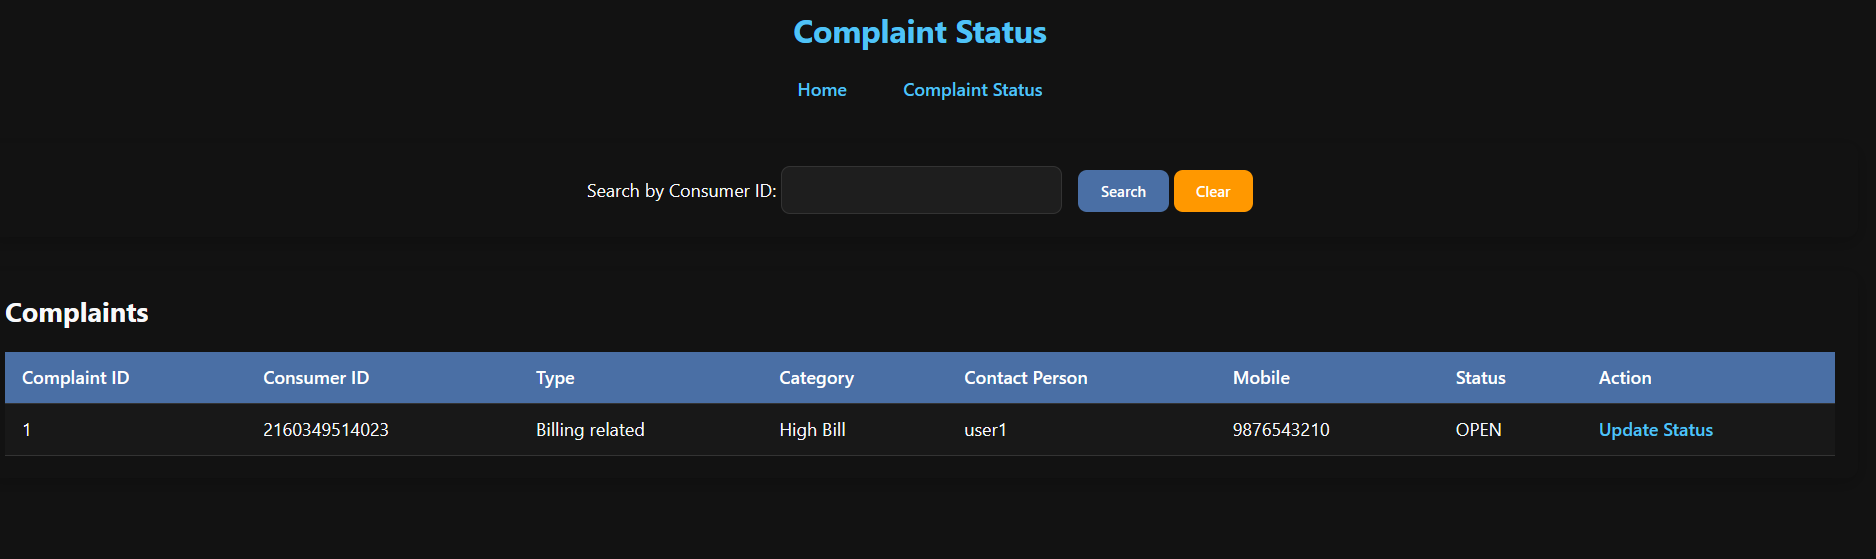 Complaint Status
Home Complaint Status
Search by Consumer ID: Search Clear
Complaints
Complaint ID Consumer ID Type Category Contact Person Mobile Status Action
1 2160349514023 Billing related High Bill user1 9876543210 OPEN Update Status